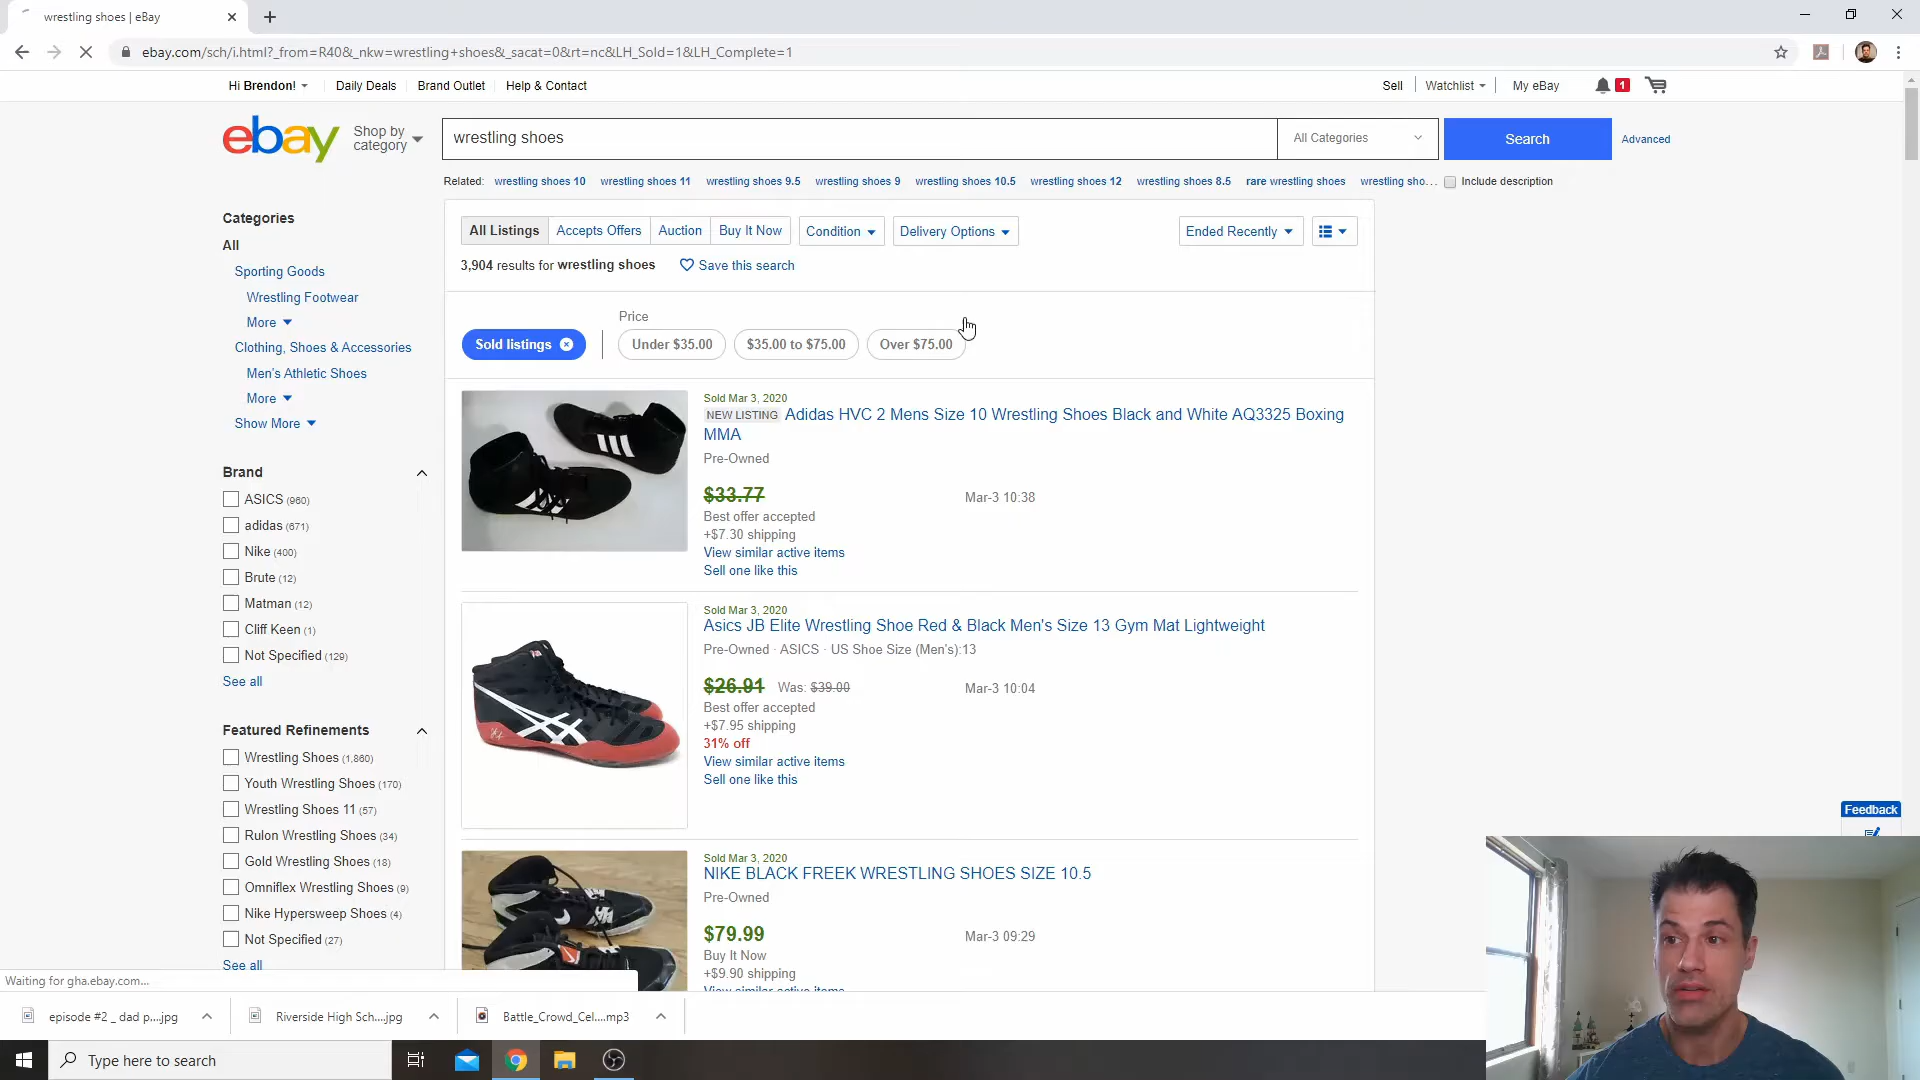 wrestling shoes | eBay
ebay.com/sch/i.html?_from=R40&_nkw=wrestling+shoes&_sacat=0&rt=nc&LH_Sold=1&LH_Complete=1
Hi Brendon!
Daily Deals
Brand Outlet
Help & Contact
Sell
Watchlist
My eBay
1
ebay
Shop by
category
wrestling shoes
All Categories
Search
Advanced
Related: wrestling shoes 10 wrestling shoes 11 wrestling shoes 9.5 wrestling shoes 9 wrestling shoes 10.5 wrestling shoes 12 wrestling shoes 8.5 rare wrestling shoes wrestling sho...
Include description
Categories
All
Sporting Goods
Wrestling Footwear
More
Clothing, Shoes & Accessories
Men's Athletic Shoes
More
Show More
Brand
ASICS (960)
adidas (671)
Nike (400)
Brute (12)
Matman (12)
Cliff Keen (1)
Not Specified (129)
See all
Featured Refinements
Wrestling Shoes (1,860)
Youth Wrestling Shoes (170)
Wrestling Shoes 11 (57)
Rulon Wrestling Shoes (34)
Gold Wrestling Shoes (18)
Omniflex Wrestling Shoes (9)
Nike Hypersweep Shoes (4)
Not Specified (27)
See all
All Listings
Accepts Offers
Auction
Buy It Now
Condition
Delivery Options
Ended Recently
3,904 results for wrestling shoes
Save this search
Price
Sold listings
Under $35.00
$35.00 to $75.00
Over $75.00
Sold Mar 3, 2020
NEW LISTING Adidas HVC 2 Mens Size 10 Wrestling Shoes Black and White AQ3325 Boxing
MMA
Pre-Owned
$33.77
Mar-3 10:38
Best offer accepted
+$7.30 shipping
View similar active items
Sell one like this
Sold Mar 3, 2020
Asics JB Elite Wrestling Shoe Red & Black Men's Size 13 Gym Mat Lightweight
Pre-Owned · ASICS · US Shoe Size (Men's):13
$26.91 Was: $39.00
Mar-3 10:04
Best offer accepted
+$7.95 shipping
31% off
View similar active items
Sell one like this
Sold Mar 3, 2020
NIKE BLACK FREEK WRESTLING SHOES SIZE 10.5
Pre-Owned
$79.99
Mar-3 09:29
Buy It Now
+$9.90 shipping
View similar active items
Feedback
Waiting for gha.ebay.com...
episode #2 _ dad p....jpg
Riverside High Sch....jpg
Battle_Crowd_Cel....mp3
Type here to search